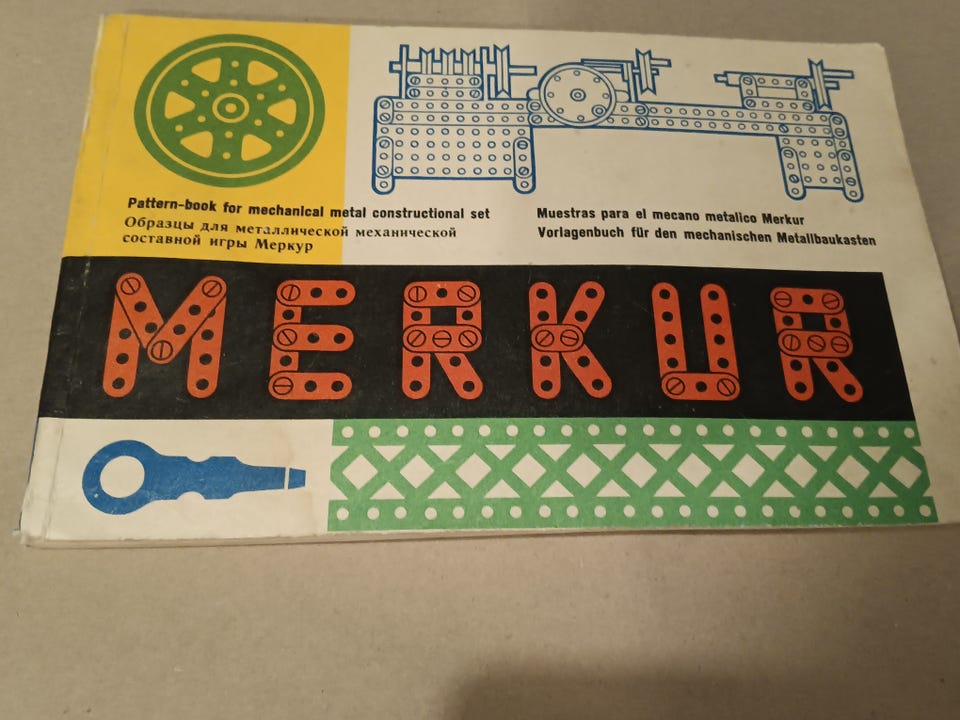 Pattern-book for mechanical metal constructional set
Образцы для металлической механической
составной игры Меркур
Muestras para el mecano metalico Merkur
Vorlagenbuch für den mechanischen Metallbaukasten
MERKUR